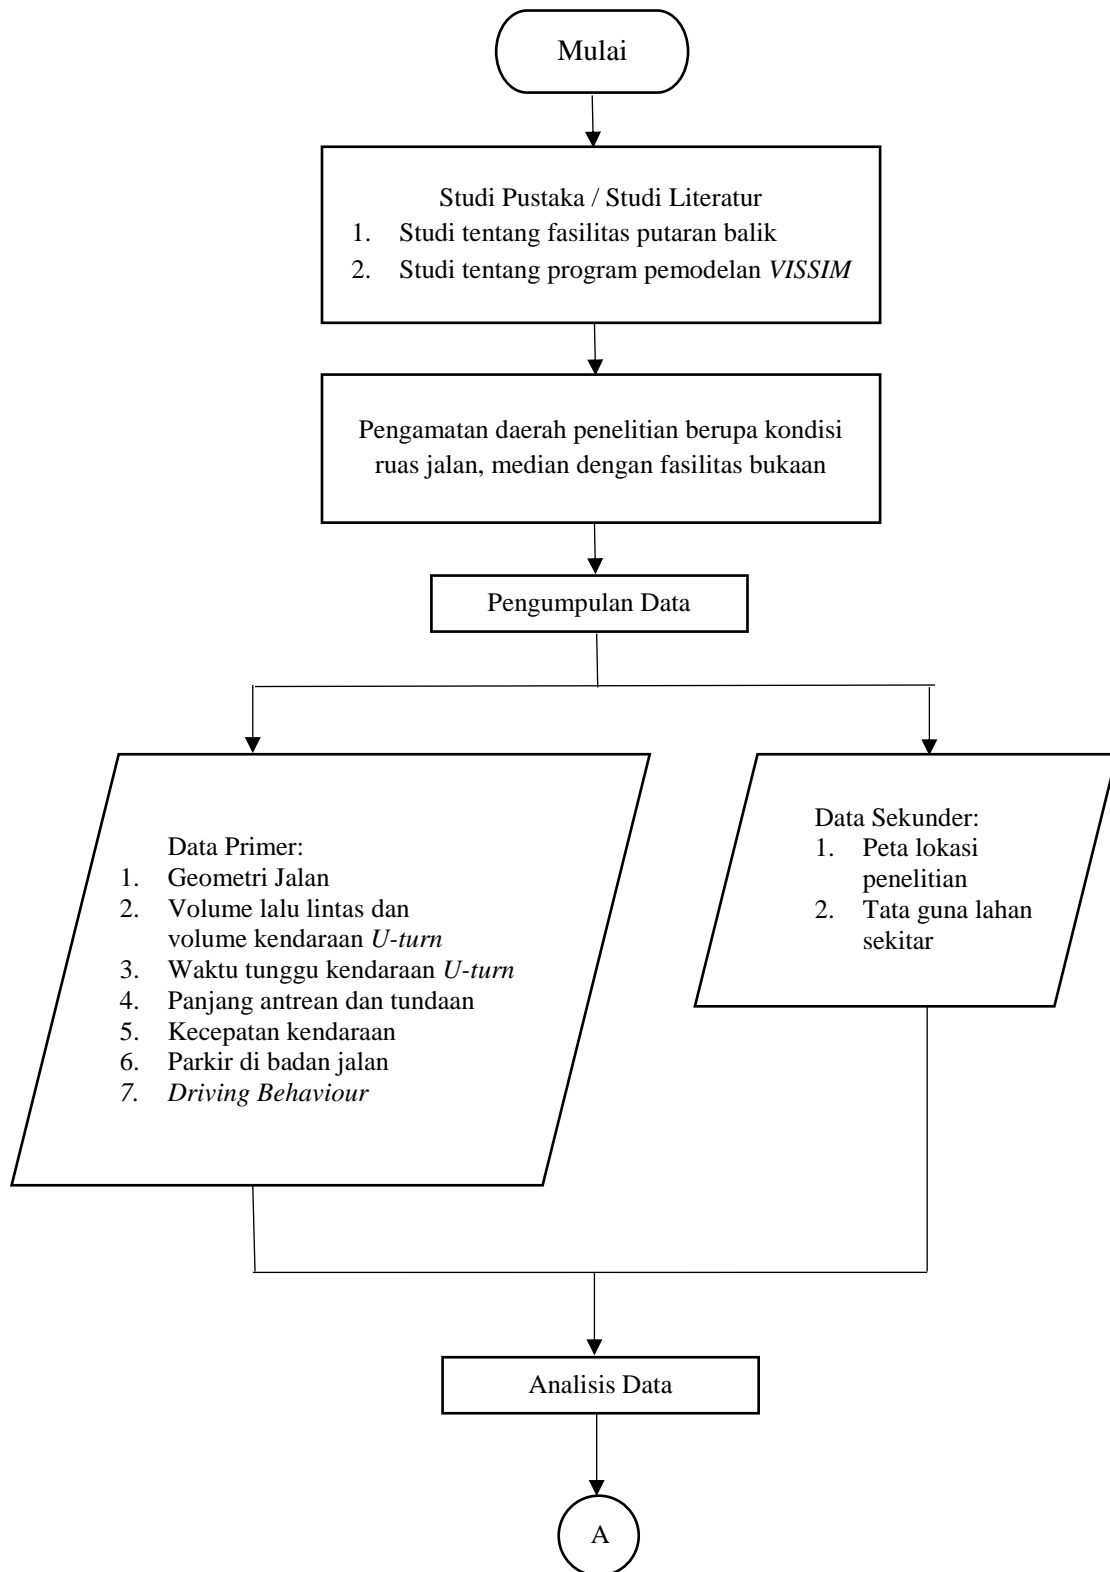 Mulai
Studi Pustaka / Studi Literatur
1. Studi tentang fasilitas putaran balik
2. Studi tentang program pemodelan VISSIM
Pengamatan daerah penelitian berupa kondisi
ruas jalan, median dengan fasilitas bukaan
Pengumpulan Data
Data Primer:
1. Geometri Jalan
2. Volume lalu lintas dan
volume kendaraan U-turn
3. Waktu tunggu kendaraan U-turn
4. Panjang antrean dan tundaan
5. Kecepatan kendaraan
6. Parkir di badan jalan
7. Driving Behaviour
Data Sekunder:
1. Peta lokasi
penelitian
2. Tata guna lahan
sekitar
Analisis Data
A